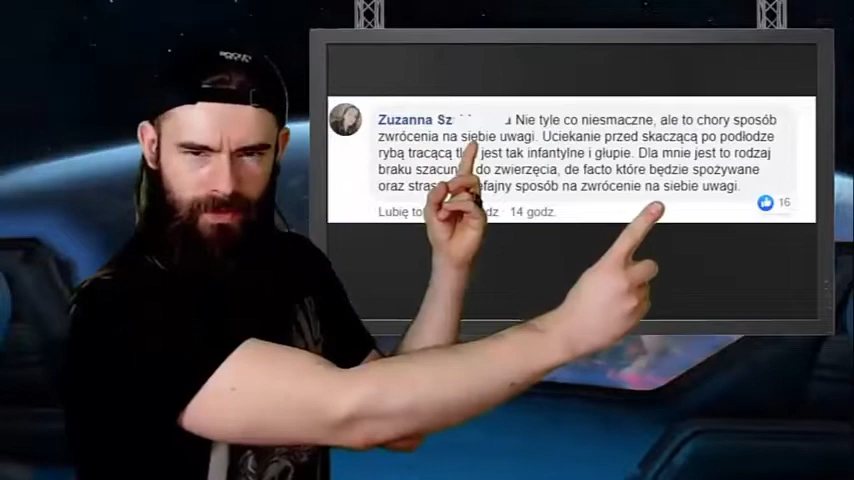 Zuzanna Nie tyle co niesmaczne, ale to chory sposób
zwrócenia na siebie uwagi. Uciekanie przed skaczącą po podłodze
rybą tracącą jest tak infantylne i głupie. Dla mnie jest to rodzaj
braku do zwierzęcia, de facto które będzie spożywane
oraz sposób na zwrócenie na siebie uwagi.
Lubię 14 godz. 16